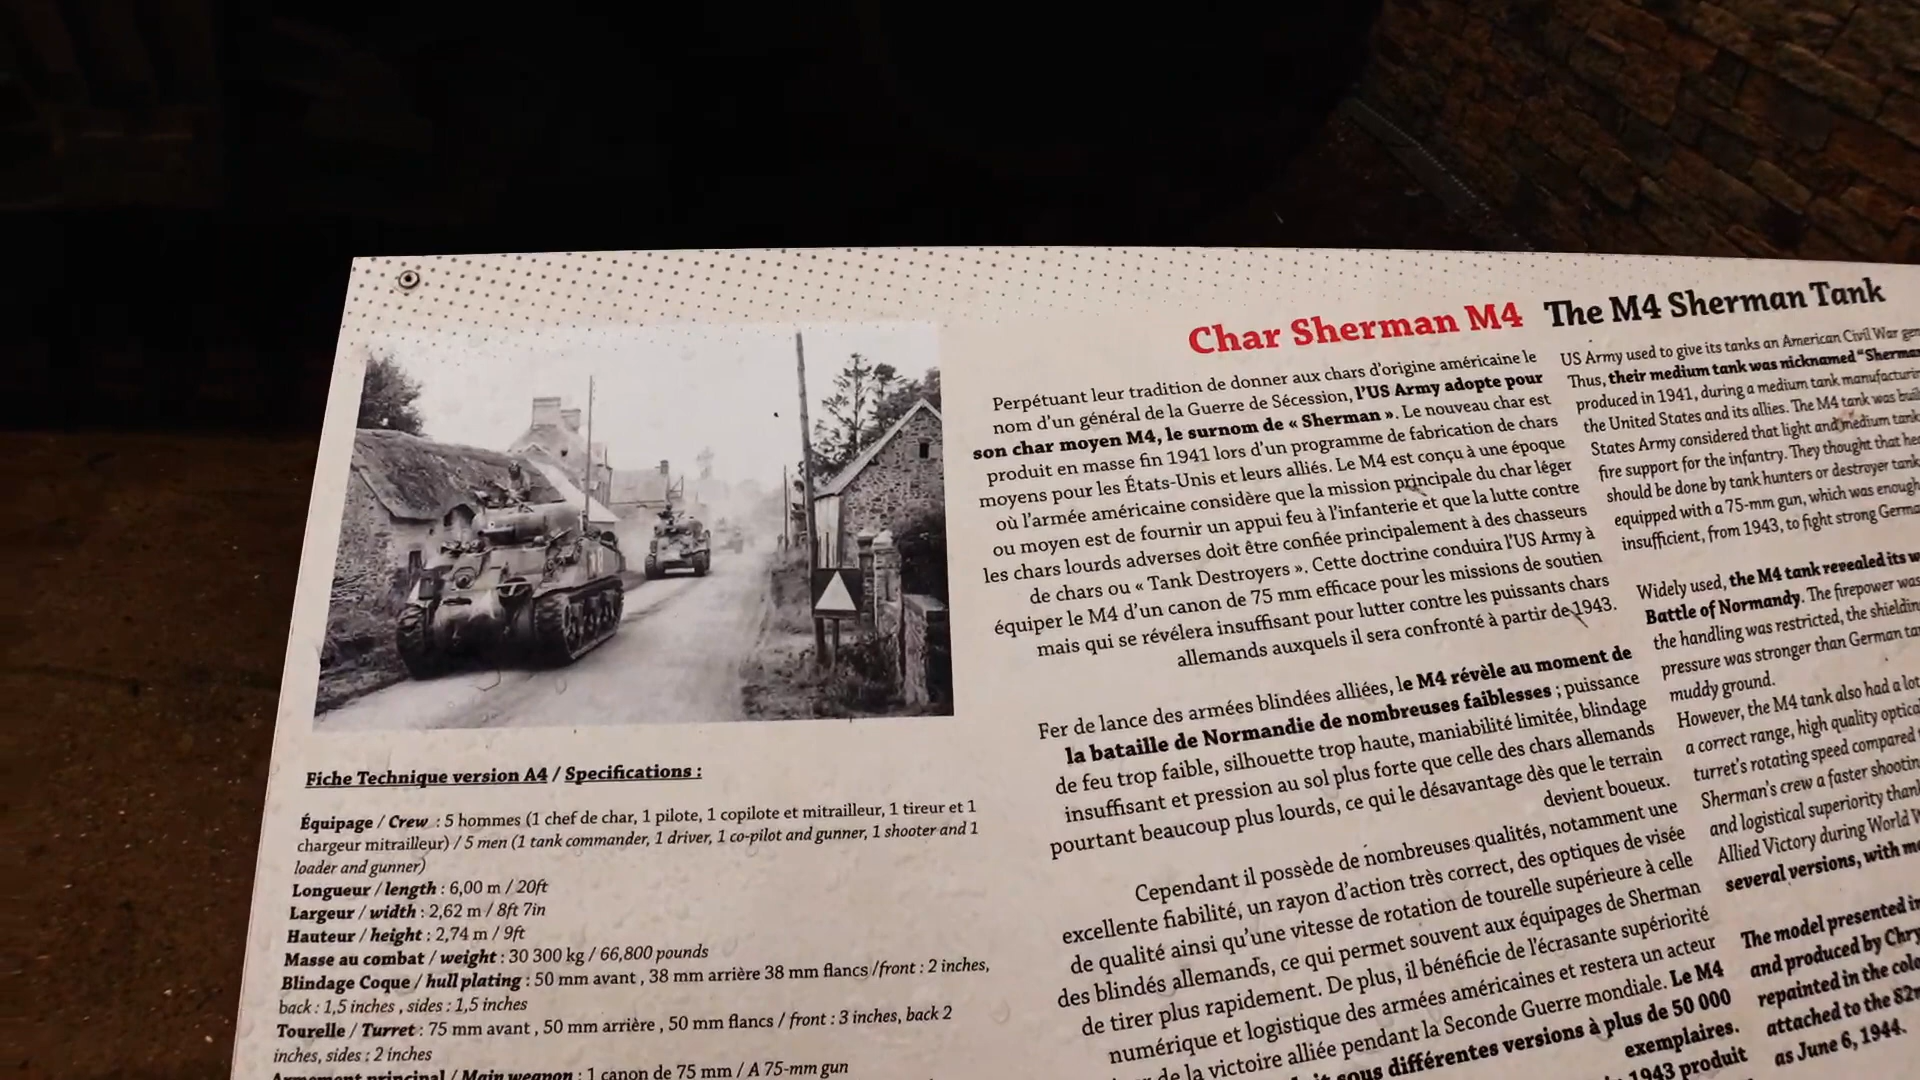 Char Sherman M4
Perpétuant leur tradition de donner aux chars d'origine américaine le
nom d'un général de la Guerre de Sécession, l'US Army adopte pour
son char moyen M4, le surnom de « Sherman ». Le nouveau char est
produit en masse fin 1941 lors d'un programme de fabrication de chars
moyens pour les États-Unis et leurs alliés. Le M4 est conçu à une époque
où l'armée américaine considère que la mission principale du char léger
ou moyen est de fournir un appui feu à l'infanterie et que la lutte contre
les chars lourds adverses doit être confiée principalement à des chasseurs
de chars ou « Tank Destroyers ». Cette doctrine conduira l'US Army à
équiper le M4 d'un canon de 75 mm efficace pour les missions de soutien
mais qui se révélera insuffisant pour lutter contre les puissants chars
allemands auxquels il sera confronté à partir de 1943.
Fer de lance des armées blindées alliées, le M4 révèle au moment de
la bataille de Normandie de nombreuses faiblesses ; puissance
de feu trop faible, silhouette trop haute, maniabilité limitée, blindage
insuffisant et pression au sol plus forte que celle des chars allemands
pourtant beaucoup plus lourds, ce qui le désavantage dès que le terrain
devient boueux.
Cependant il possède de nombreuses qualités, notamment une
excellente fiabilité, un rayon d'action très correct, des optiques de visée
de qualité ainsi qu'une vitesse de rotation de tourelle supérieure à celle
des blindés allemands, ce qui permet souvent aux équipages de Sherman
de tirer plus rapidement. De plus, il bénéficie de l'écrasante supériorité
numérique et logistique des armées américaines et restera un acteur
de la victoire alliée pendant la Seconde Guerre mondiale. Le M4
sous différentes versions à plus de 50 000
exemplaires.
1943 produit
The M4 Sherman Tank
US Army used to give its tanks an American Civil War
Thus, their medium tank was nicknamed "Sherman
produced in 1941, during a medium tank
the United States and its allies. The M4 tank was
States Army considered that light and medium
fire support for the infantry. They thought that
should be done by tank hunters or destroyer
equipped with a 75-mm gun, which was enough
insufficient, from 1943, to fight strong
Widely used, the M4 tank revealed its
Battle of Normandy. The firepower was
the handling was restricted, the
pressure was stronger than German
muddy ground.
However, the M4 tank also had a lot
a correct range, high quality
turret's rotating speed compared
Sherman's crew a faster
and logistical superiority
Allied Victory during World
several versions, with
The model presented
and produced by
repainted in the
attached to the
as June 6, 1944.
Fiche Technique version A4 / Specifications :
Équipage / Crew : 5 hommes (1 chef de char, 1 pilote, 1 copilote et mitrailleur, 1 tireur et 1
chargeur mitrailleur) / 5 men (1 tank commander, 1 driver, 1 co-pilot and gunner, 1 shooter and 1
loader and gunner)
Longueur / length : 6,00 m / 20ft
Largeur / width : 2,62 m / 8ft 7in
Hauteur / height : 2,74 m / 9ft
Masse au combat / weight : 30 300 kg / 66,800 pounds
Blindage Coque / hull plating : 50 mm avant , 38 mm arrière 38 mm flancs /front : 2 inches,
back : 1,5 inches , sides : 1,5 inches
Tourelle / Turret : 75 mm avant , 50 mm arrière , 50 mm flancs / front : 3 inches, back 2
inches, sides : 2 inches
Armement principal / Main weapon : 1 canon de 75 mm / A 75-mm gun